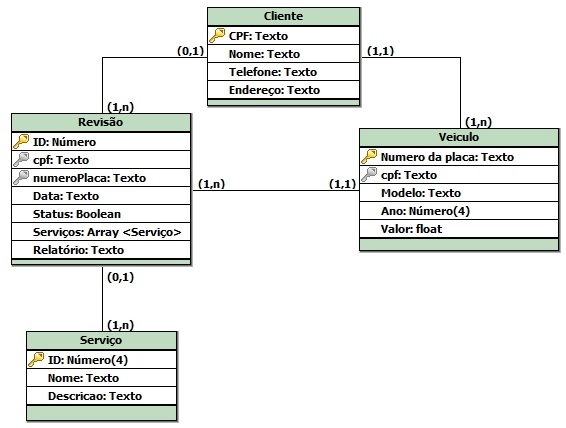 Cliente
CPF: Texto
Nome: Texto
Telefone: Texto
Endereço: Texto
(0,1)
(1,1)
(1,n)
(1,n)
Revisão
ID: Número
cpf: Texto
numeroPlaca: Texto
Data: Texto
Status: Boolean
Serviços: Array <Serviço>
Relatório: Texto
Veiculo
Numero da placa: Texto
cpf: Texto
Modelo: Texto
Ano: Número(4)
Valor: float
(1,n)
(1,1)
(0,1)
(1,n)
Serviço
ID: Número(4)
Nome: Texto
Descricao: Texto